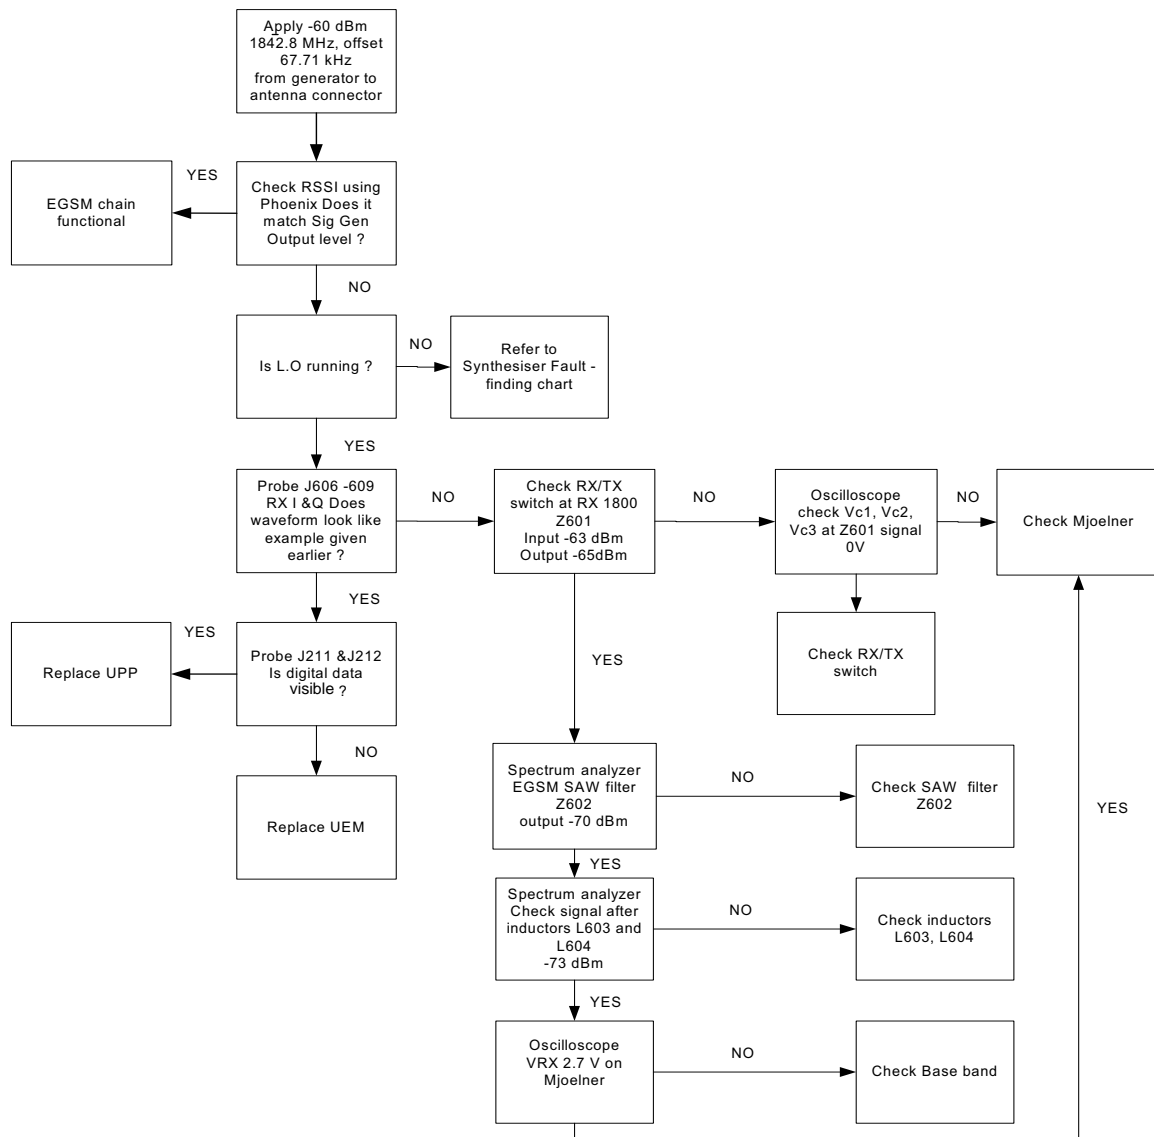 Apply -60 dBm
1842.8 MHz, offset
67.71 kHz
from generator to
antenna connector
YES
EGSM chain
functional
Check RSSI using
Phoenix Does it
match Sig Gen
Output level ?
NO
Is L.O running ?
NO
Refer to
Synthesiser Fault -
finding chart
YES
Probe J606 -609
RX I &Q Does
waveform look like
example given
earlier ?
NO
Check RX/TX
switch at RX 1800
Z601
Input -63 dBm
Output -65dBm
NO
Oscilloscope
check Vc1, Vc2,
Vc3 at Z601 signal
0V
NO
Check Mjoelner
YES
YES
Replace UPP
Probe J211 &J212
Is digital data
visible ?
YES
Check RX/TX
switch
NO
Replace UEM
Spectrum analyzer
EGSM SAW filter
Z602
output -70 dBm
NO
Check SAW filter
Z602
YES
YES
Spectrum analyzer
Check signal after
inductors L603 and
L604
-73 dBm
NO
Check inductors
L603, L604
YES
Oscilloscope
VRX 2.7 V on
Mjoelner
NO
Check Base band